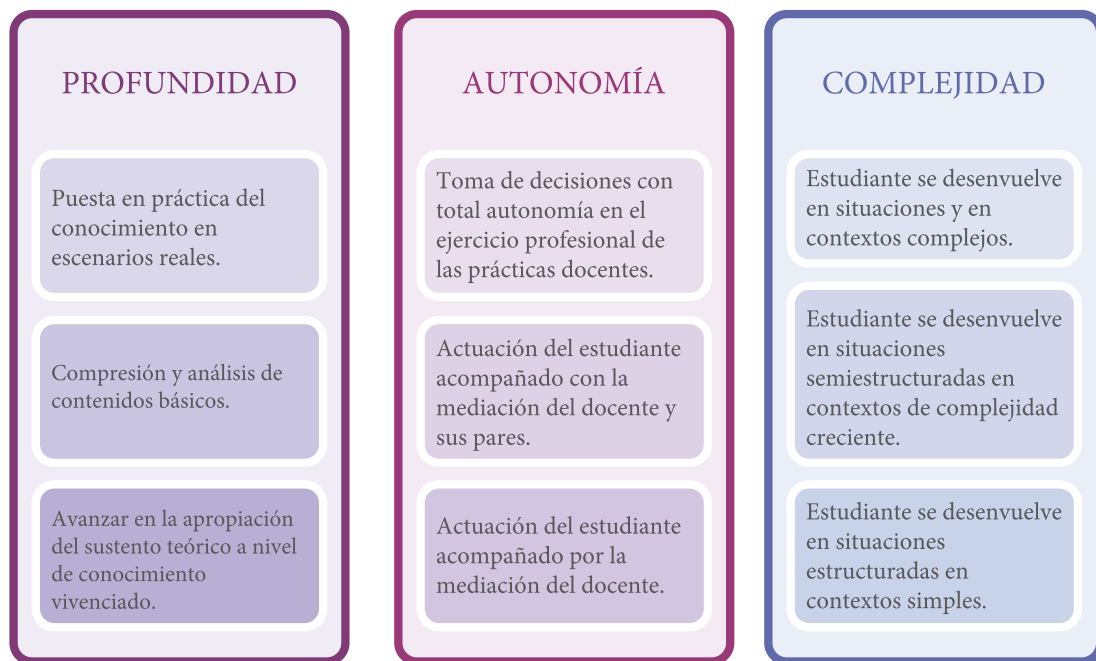 PROFUNDIDAD
Puesta en práctica del
conocimiento en
escenarios reales.
Compresión y análisis de
contenidos básicos.
Avanzar en la apropiación
del sustento teórico a nivel
de conocimiento
vivenciado.
AUTONOMÍA
Toma de decisiones con
total autonomía en el
ejercicio profesional de
las prácticas docentes.
Actuación del estudiante
acompañado con la
mediación del docente y
sus pares.
Actuación del estudiante
acompañado por la
mediación del docente.
COMPLEJIDAD
Estudiante se desenvuelve
en situaciones y en
contextos complejos.
Estudiante se desenvuelve
en situaciones
semiestructuradas en
contextos de complejidad
creciente.
Estudiante se desenvuelve
en situaciones
estructuradas en
contextos simples.